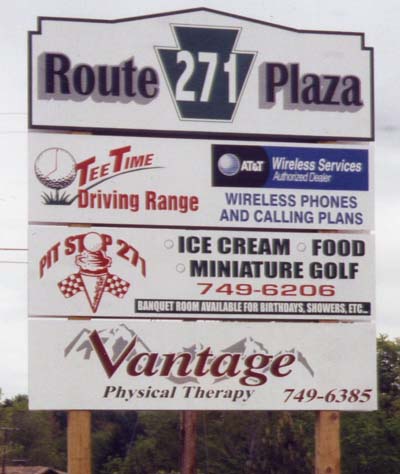 Route 271 Plaza
TEE TIME
Driving Range
AT&T Wireless Services
Authorized Dealer
WIRELESS PHONES
AND CALLING PLANS
PIT STOP 271
ICE CREAM FOOD
MINIATURE GOLF
749-6206
BANQUET ROOM AVAILABLE FOR BIRTHDAYS, SHOWERS, ETC..
Vantage
Physical Therapy 749-6385